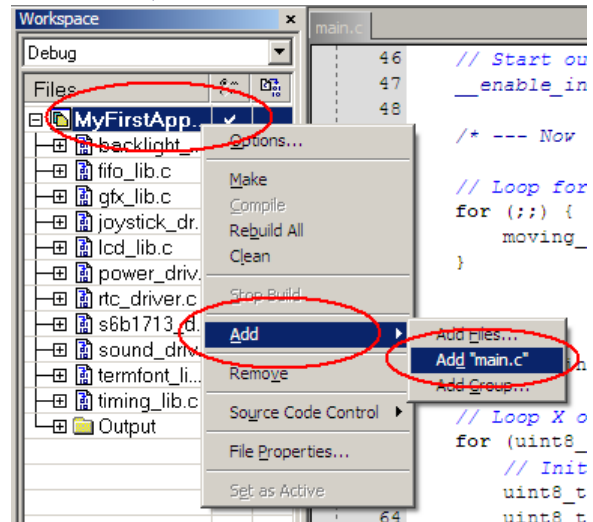 Workspace
Debug
Files
MyFirstApp...
backlight_...
fifo_lib.c
gfx_lib.c
joystick_dr.
lcd_lib.c
power_driv.
rtc_driver.c
s6b1713_d.
sound_driv
termfont_li...
timing_lib.c
Output
Options...
Make
Compile
Rebuild All
Clean
Stop Build
Add
Remove
Source Code Control
File Properties...
Set as Active
Add Files...
Add "main.c"
Add Group...
main.c
46 // Start ou
47 __enable_in
48
/* --- Now
// Loop for
for (;;) {
moving_
}
in
// Loop X o
for (uint8_
// Init
uint8_t
64 uint8_t